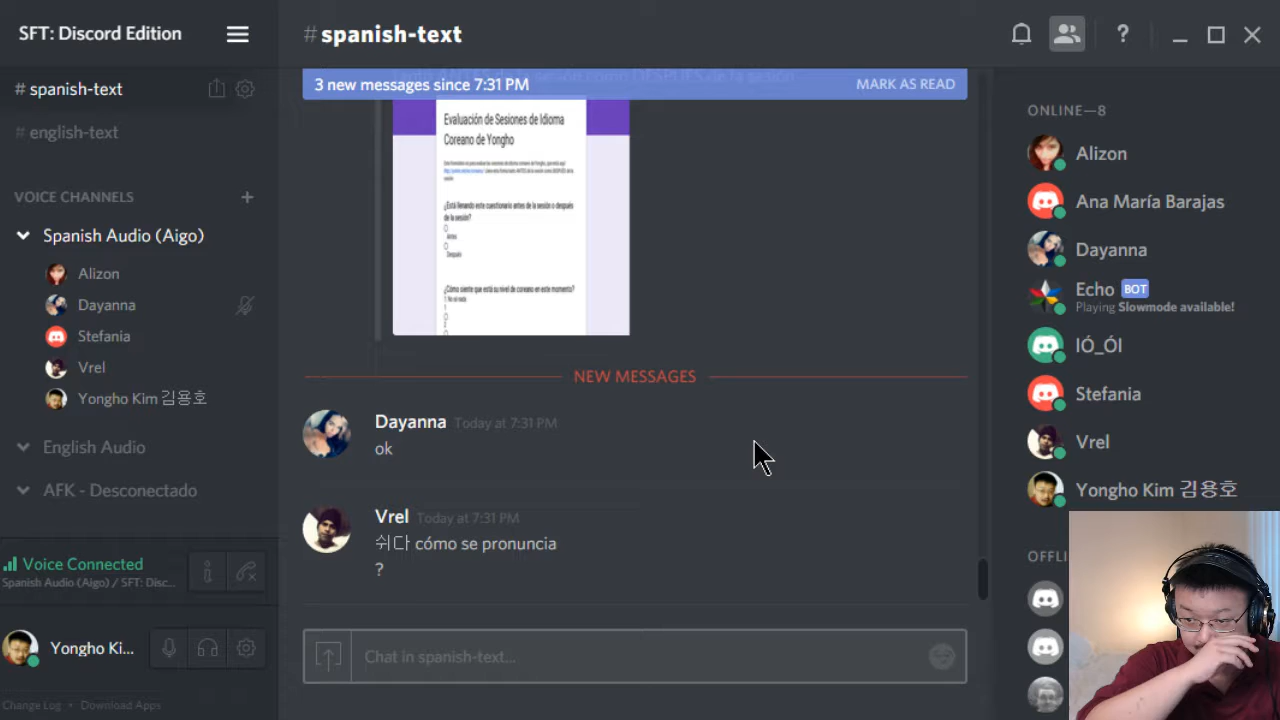 SFT: Discord Edition
#spanish-text
#english-text
VOICE CHANNELS
Spanish Audio (Aigo)
Alizon
Dayanna
Stefania
Vrel
Yongho Kim 김용호
English Audio
AFK - Desconectado
Voice Connected
Spanish Audio (Aigo) / SFT: Disc...
Yongho Ki...
Change Log • Download Apps
#spanish-text
3 new messages since 7:31 PM MARK AS READ
Evaluación de Sesiones de Idioma
Coreano de Yongho
¿Está llenando este cuestionario antes de la sesión o después
de la sesión?
Antes
Después
¿Cómo siente que está su nivel de coreano en este momento?
NEW MESSAGES
Dayanna Today at 7:31 PM
ok
Vrel Today at 7:31 PM
쉬다 cómo se pronuncia
?
Chat in spanish-text...
ONLINE—8
Alizon
Ana María Barajas
Dayanna
Echo BOT
Playing Slowmode available!
IÓ_ÓI
Stefania
Vrel
Yongho Kim 김용호